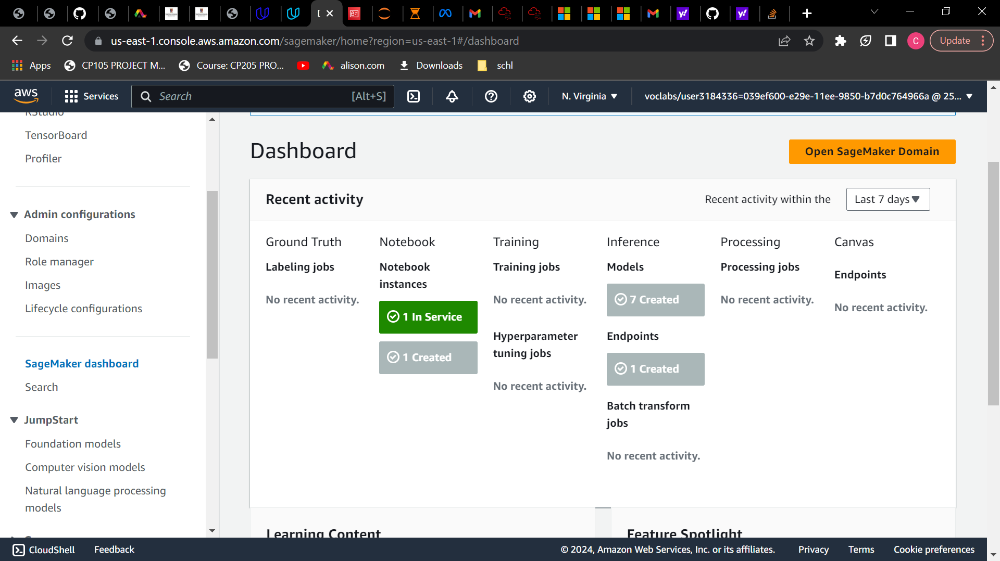 [
us-east-1.console.aws.amazon.com/sagemaker/home?region=us-east-1#/dashboard
C
Update
Apps
CP105 PROJECT M...
Course: CP205 PRO...
alison.com
Downloads
schl
aws
Services
Search
[Alt+S]
N. Virginia
voclabs/user3184336=039ef600-e29e-11ee-9850-b7d0c764966a @ 25...
RStudio
TensorBoard
Profiler
Admin configurations
Domains
Role manager
Images
Lifecycle configurations
SageMaker dashboard
Search
JumpStart
Foundation models
Computer vision models
Natural language processing
models
Dashboard
Open SageMaker Domain
Recent activity
Recent activity within the
Last 7 days
Ground Truth
Labeling jobs
No recent activity.
Notebook
Notebook
instances
1 In Service
1 Created
Training
Training jobs
No recent activity.
Hyperparameter
tuning jobs
No recent activity.
Inference
Models
7 Created
Endpoints
1 Created
Batch transform
jobs
No recent activity.
Processing
Processing jobs
No recent activity.
Canvas
Endpoints
No recent activity.
Learning Content
Feature Spotlight
CloudShell
Feedback
© 2024, Amazon Web Services, Inc. or its affiliates.
Privacy
Terms
Cookie preferences